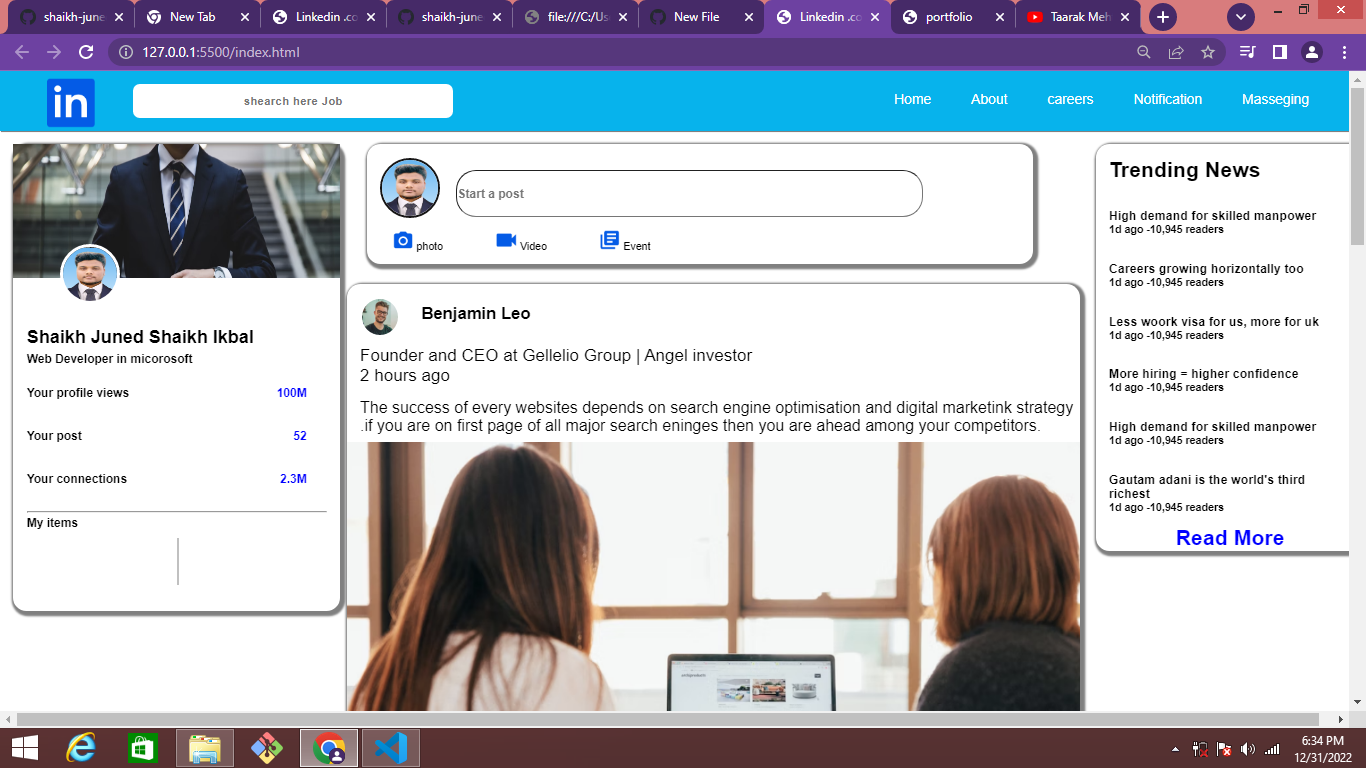 shaikh-june
New Tab
Linkedin .co
shaikh-june
file:///C:/Use
New File
Linkedin .co
portfolio
Taarak Meh
127.0.0.1:5500/index.html
in
shearch here Job
Home
About
careers
Notification
Masseging
Shaikh Juned Shaikh Ikbal
Web Developer in micorosoft
Your profile views 100M
Your post 52
Your connections 2.3M
My items
Start a post
photo
Video
Event
Benjamin Leo
Founder and CEO at Gellelio Group | Angel investor
2 hours ago
The success of every websites depends on search engine optimisation and digital marketink strategy
.if you are on first page of all major search eninges then you are ahead among your competitors.
Trending News
High demand for skilled manpower
1d ago -10,945 readers
Careers growing horizontally too
1d ago -10,945 readers
Less woork visa for us, more for uk
1d ago -10,945 readers
More hiring = higher confidence
1d ago -10,945 readers
High demand for skilled manpower
1d ago -10,945 readers
Gautam adani is the world's third
richest
1d ago -10,945 readers
Read More
6:34 PM
12/31/2022